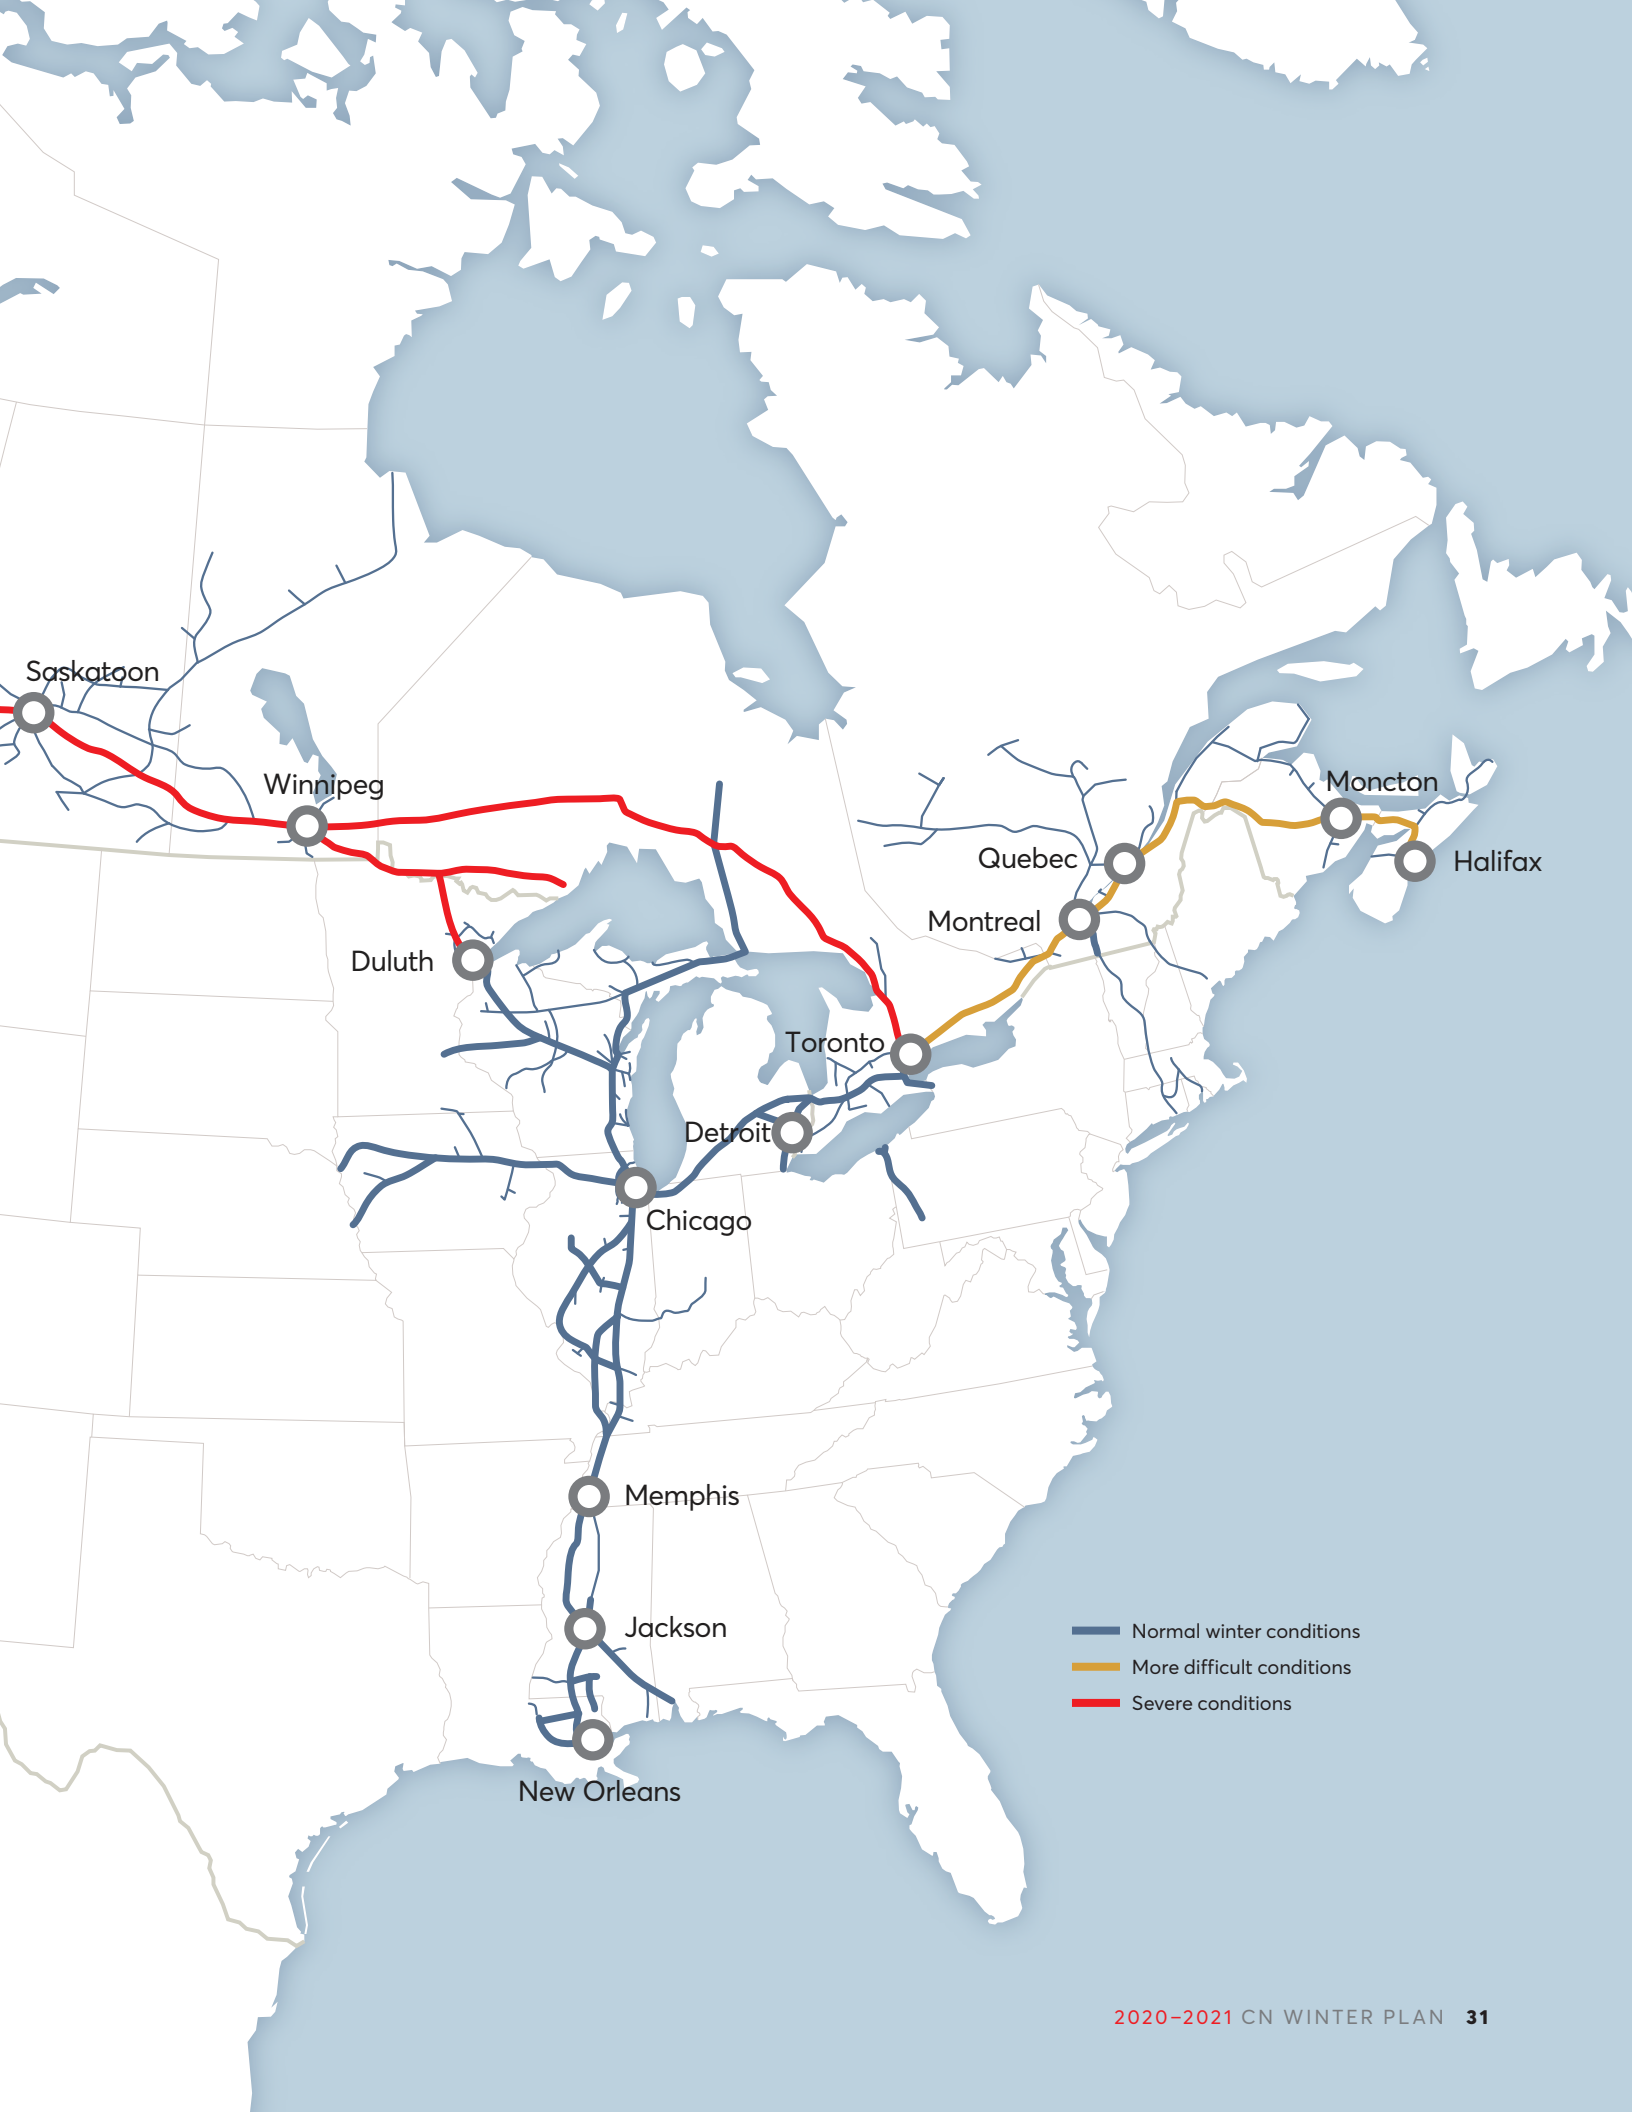 Saskatoon
Winnipeg
Moncton
Quebec
Halifax
Montreal
Duluth
Toronto
Detroit
Chicago
Memphis
Jackson
New Orleans
Normal winter conditions
More difficult conditions
Severe conditions
2020–2021 CN WINTER PLAN 31